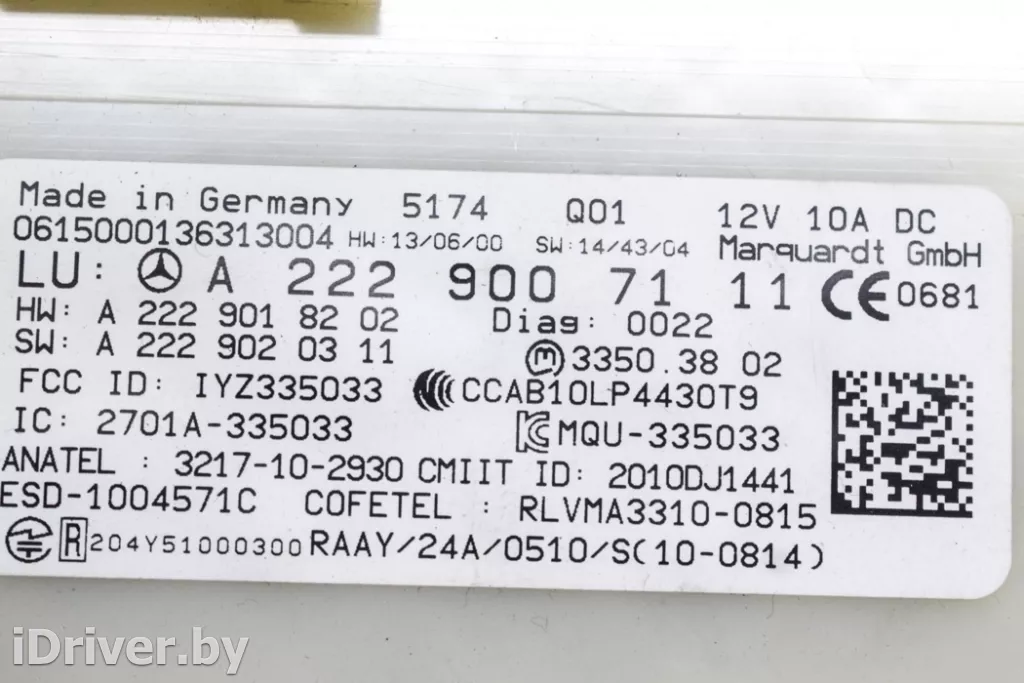 Made in Germany 5174 Q01 12V 10A DC
0615000136313004 HW:13/06/00 SW:14/43/04 Marquardt GmbH
LU: A 222 900 71 11 CE 0681
HW: A 222 901 82 02 Diag: 0022
SW: A 222 902 03 11 M 3350.3802
FCC ID: IYZ335033 CCAB10LP4430T9
IC: 2701A-335033 KC MQU-335033
ANATEL : 3217-10-2930 CMIIT ID: 2010DJ1441
ESD-1004571C COFETEL : RLVMA3310-0815
R 204Y51000300 RAAY/24A/0510/S(10-0814)
iDriver.by